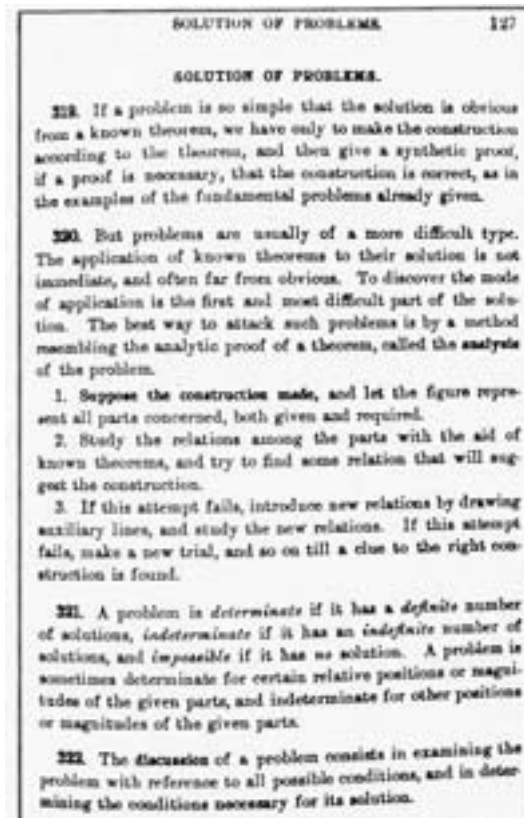 SOLUTION OF PROBLEMS. 127
SOLUTION OF PROBLEMS.
319. If a problem is so simple that the solution is obvious
from a known theorem, we have only to make the construction
according to the theorem, and then give a synthetic proof,
if a proof is necessary, that the construction is correct, as in
the examples of the fundamental problems already given.
320. But problems are usually of a more difficult type.
The application of known theorems to their solution is not
immediate, and often far from obvious. To discover the mode
of application is the first and most difficult part of the solu-
tion. The best way to attack such problems is by a method
resembling the analytic proof of a theorem, called the analysis
of the problem.
1. Suppose the construction made, and let the figure repre-
sent all parts concerned, both given and required.
2. Study the relations among the parts with the aid of
known theorems, and try to find some relation that will sug-
gest the construction.
3. If this attempt fails, introduce new relations by drawing
auxiliary lines, and study the new relations. If this attempt
fails, make a new trial, and so on till a clue to the right con-
struction is found.
321. A problem is determinate if it has a definite number
of solutions, indeterminate if it has an indefinite number of
solutions, and impossible if it has no solution. A problem is
sometimes determinate for certain relative positions or magni-
tudes of the given parts, and indeterminate for other positions
or magnitudes of the given parts.
322. The discussion of a problem consists in examining the
problem with reference to all possible conditions, and in deter-
mining the conditions necessary for its solution.